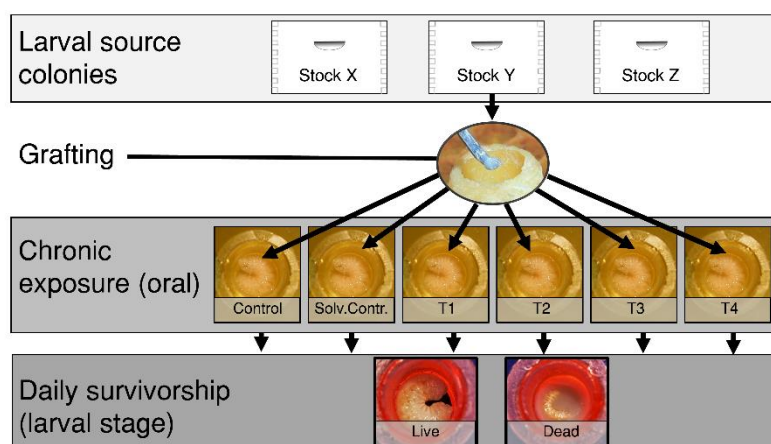 Larval source
colonies
Stock X
Stock Y
Stock Z
Grafting
Chronic
exposure (oral)
Control
Solv.Contr.
T1
T2
T3
T4
Daily survivorship
(larval stage)
Live
Dead